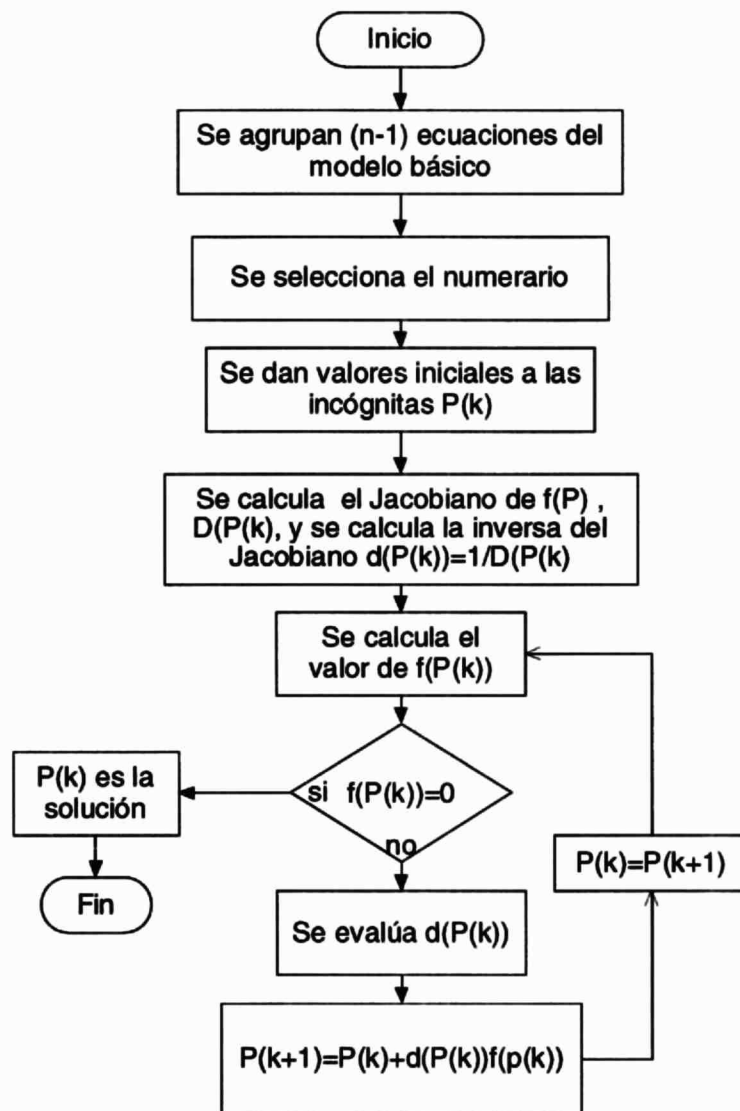 Inicio
Se agrupan (n-1) ecuaciones del
modelo básico
Se selecciona el numerario
Se dan valores iniciales a las
incógnitas P(k)
Se calcula el Jacobiano de f(P) ,
D(P(k), y se calcula la inversa del
Jacobiano d(P(k))=1/D(P(k)
Se calcula el
valor de f(P(k))
si f(P(k))=0
no
P(k) es la
solución
Fin
Se evalúa d(P(k))
P(k+1)=P(k)+d(P(k))f(p(k))
P(k)=P(k+1)